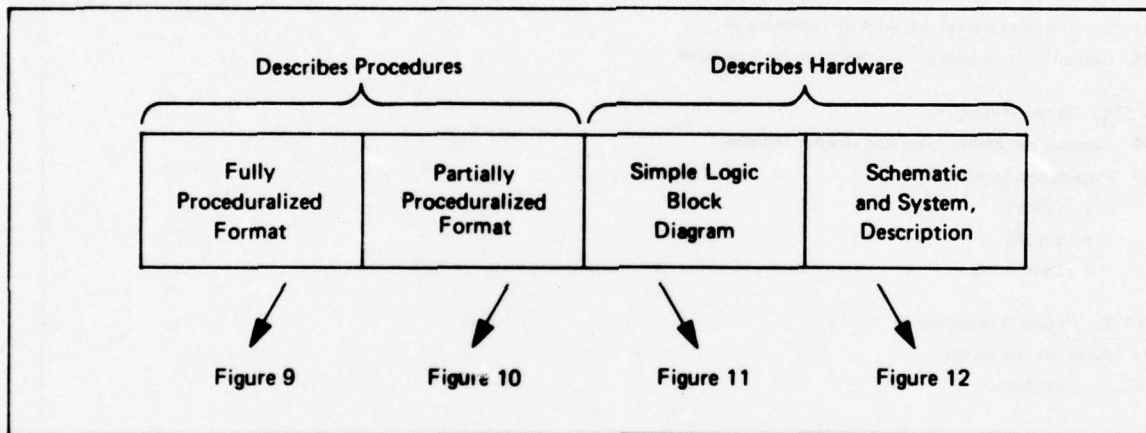 Describes Procedures
Describes Hardware
Fully
Proceduralized
Format
Partially
Proceduralized
Format
Simple Logic
Block
Diagram
Schematic
and System,
Description
Figure 9
Figure 10
Figure 11
Figure 12